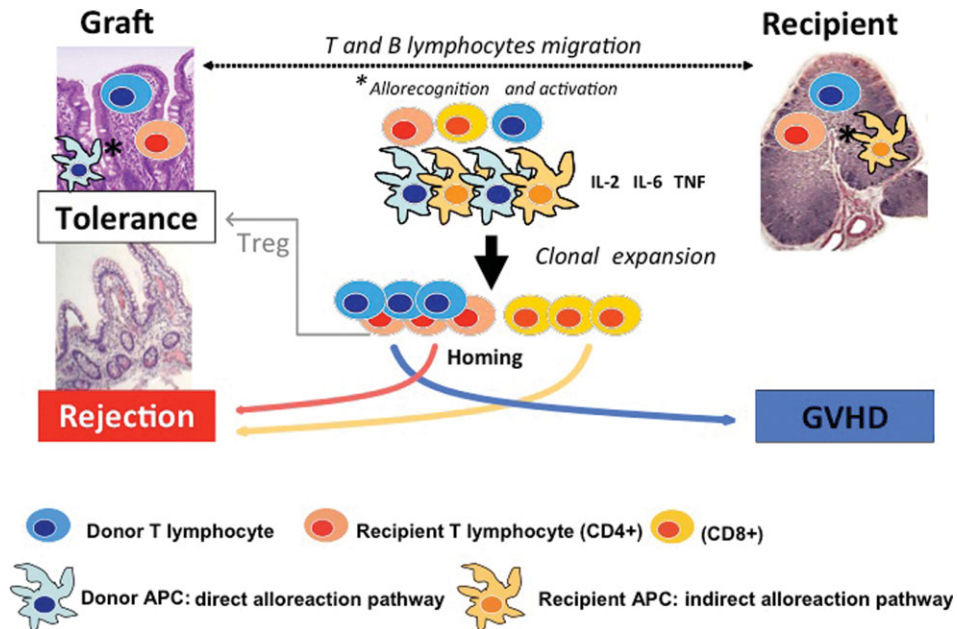 Graft
Recipient
T and B lymphocytes migration
* Allorecognition and activation
*
*
IL-2 IL-6 TNF
Tolerance
Treg
Clonal expansion
Homing
Rejection
GVHD
Donor T lymphocyte
Recipient T lymphocyte (CD4+)
(CD8+)
Donor APC: direct alloreaction pathway
Recipient APC: indirect alloreaction pathway